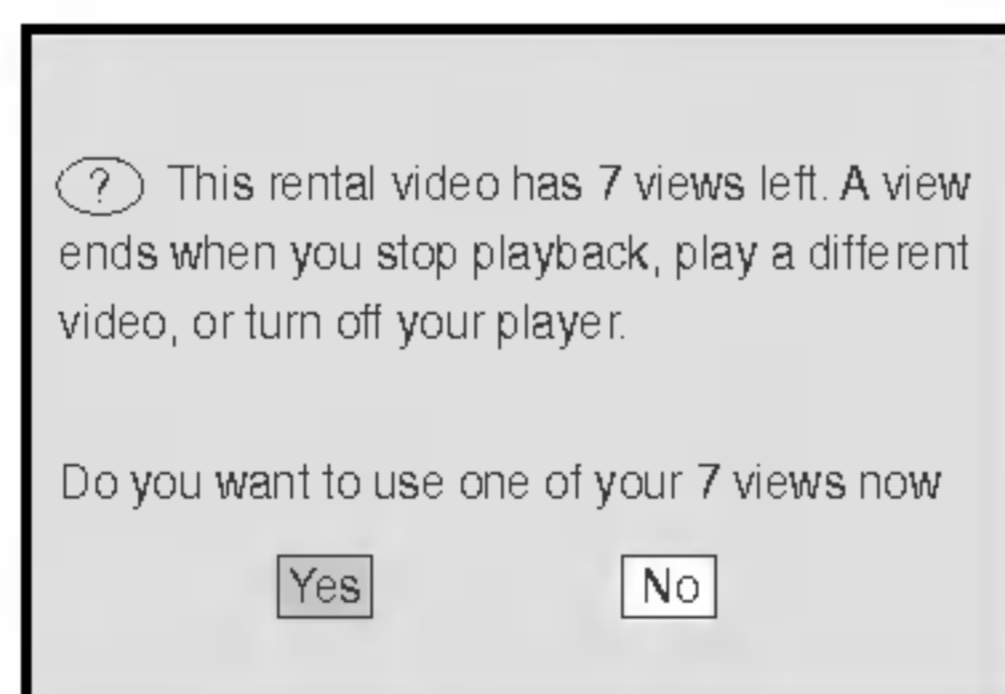 ? This rental video has 7 views left. A view
ends when you stop playback, play a different
video, or turn off your player.
Do you want to use one of your 7 views now
Yes No